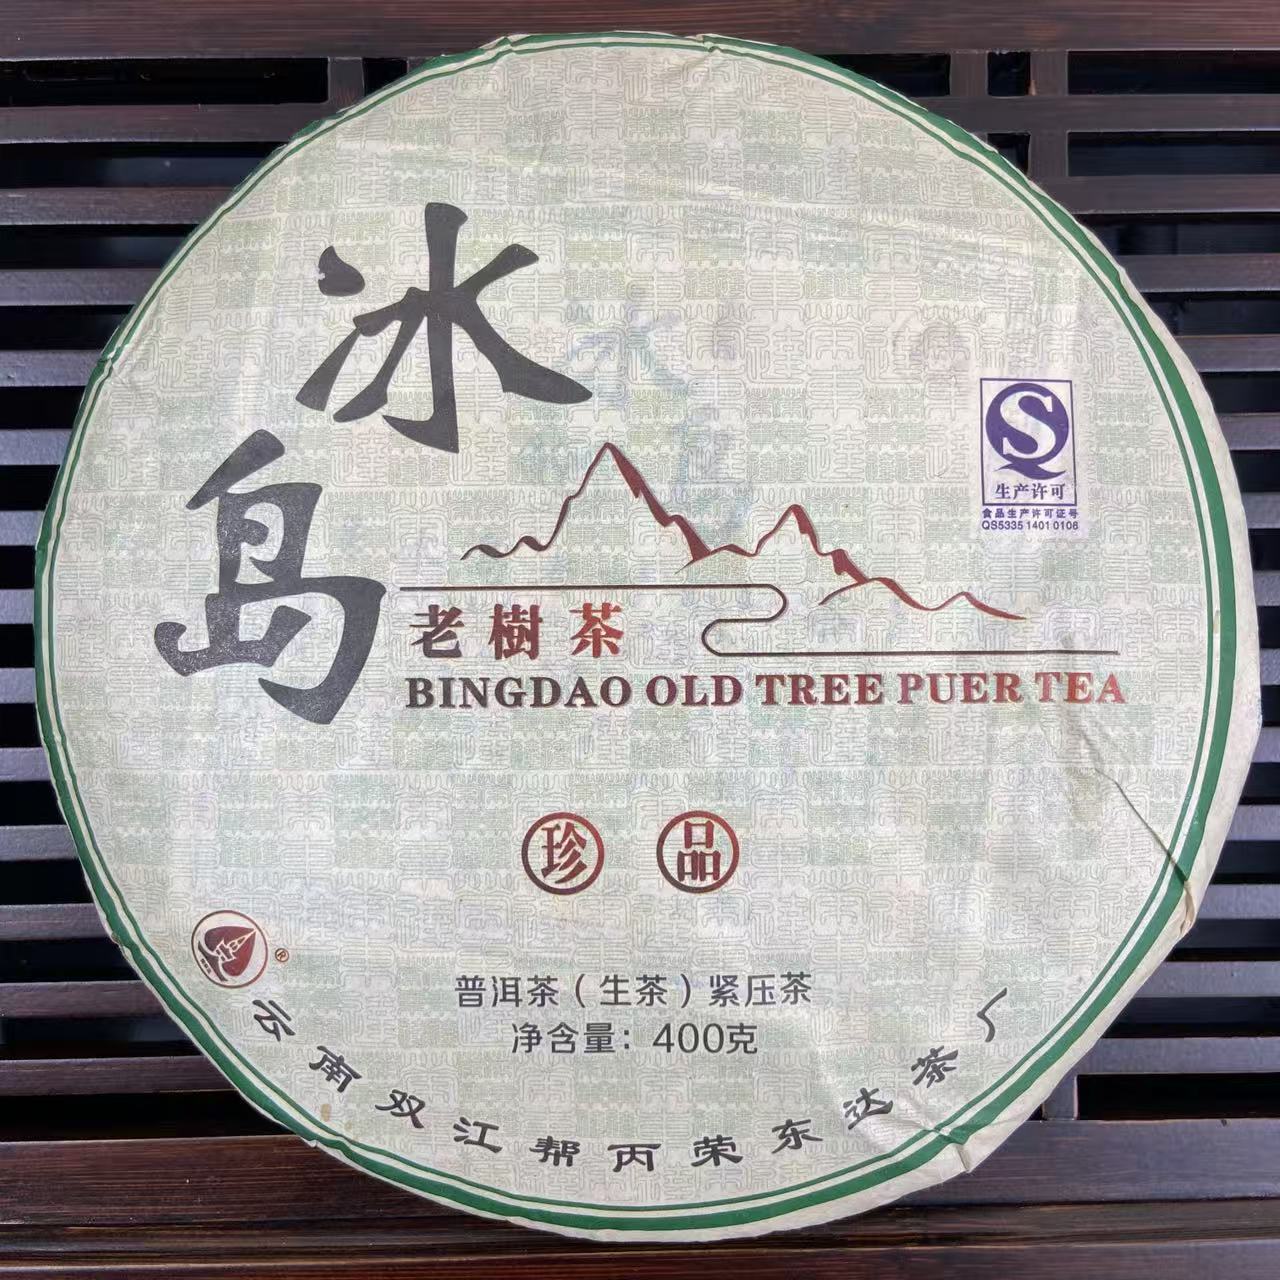 冰
岛
老樹茶
BINGDAO OLD TREE PUER TEA
生产许可
食品生产许可证号
QS5335 1401 0106
珍 品
®
普洱茶(生茶)紧压茶
净含量:400克
云南双江帮丙荣东达茶厂